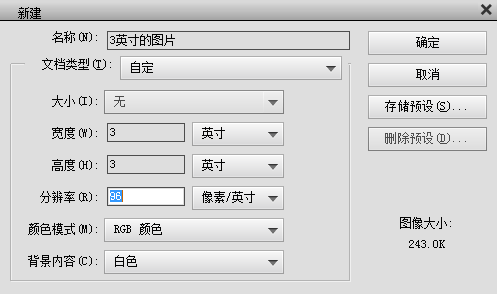 新建
名称(N): 3英寸的图片
确定
文档类型(T): 自定
取消
大小(I): 无
存储预设(S)...
宽度(W): 3 英寸
删除预设(D)...
高度(H): 3 英寸
分辨率(R): 96 像素/英寸
颜色模式(M): RGB 颜色
图像大小:
243.0K
背景内容(C): 白色